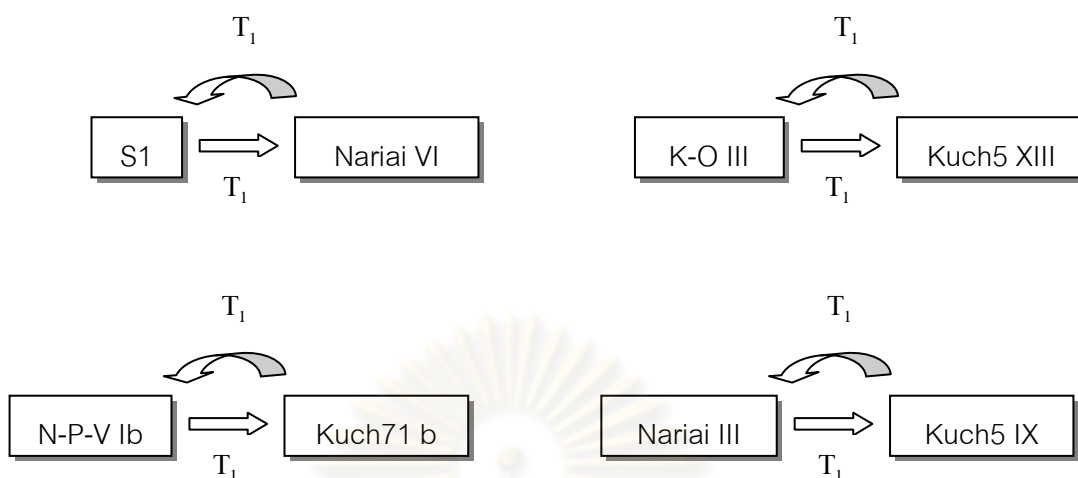 T₁ T₁
S1 Nariai VI K-O III Kuch5 XIII
T₁ T₁
T₁ T₁
N-P-V Ib Kuch71 b Nariai III Kuch5 IX
T₁ T₁